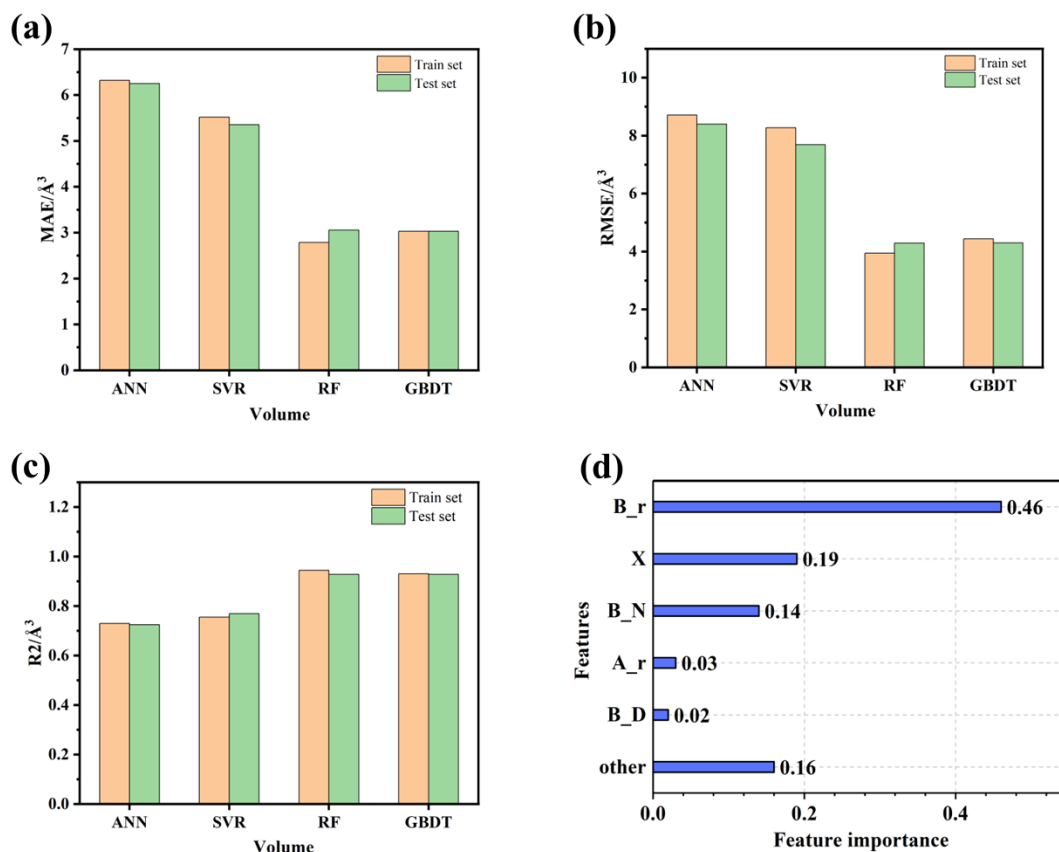 (a)
7
6
5
4
3
2
1
0
MAE/Å³
Train set
Test set
ANN SVR RF GBDT
Volume
(b)
10
8
6
4
2
0
RMSE/Å³
Train set
Test set
ANN SVR RF GBDT
Volume
(c)
1.2
1.0
0.8
0.6
0.4
0.2
0.0
R2/Å³
Train set
Test set
ANN SVR RF GBDT
Volume
(d)
Features
B_r 0.46
X 0.19
B_N 0.14
A_r 0.03
B_D 0.02
other 0.16
0.0 0.4
Feature importance